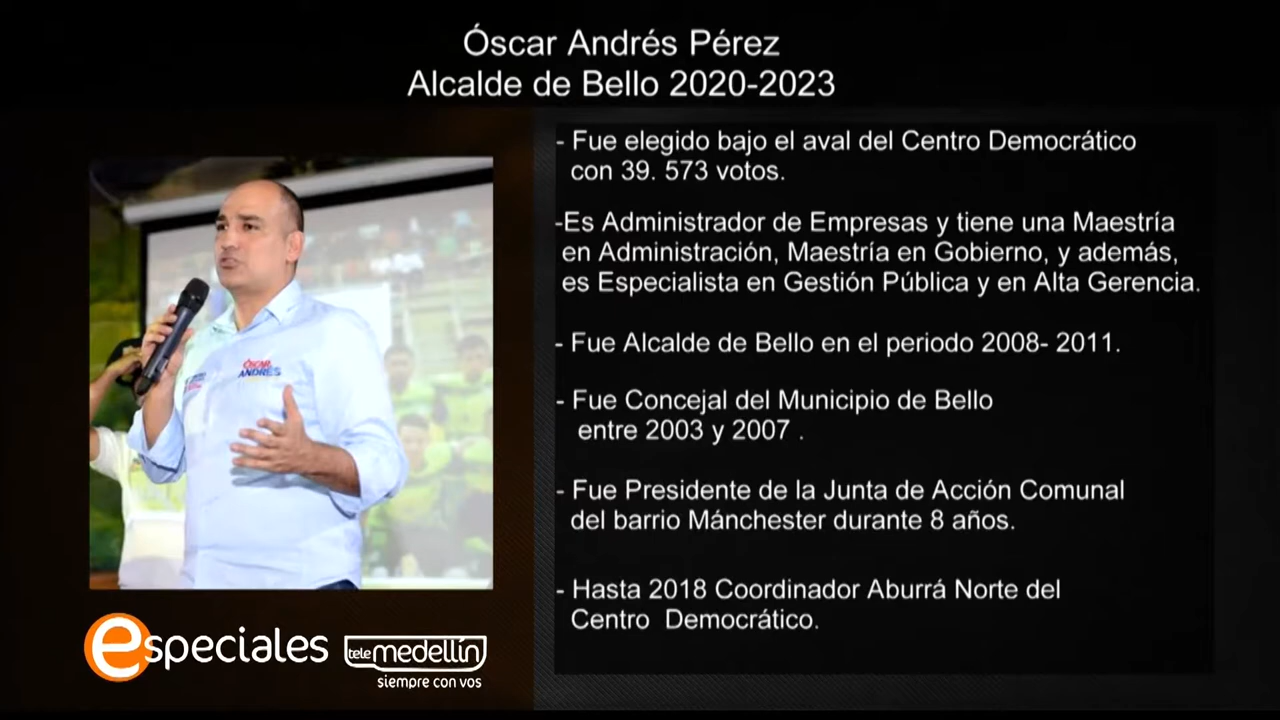 Óscar Andrés Pérez
Alcalde de Bello 2020-2023
- Fue elegido bajo el aval del Centro Democrático
con 39. 573 votos.
-Es Administrador de Empresas y tiene una Maestría
en Administración, Maestría en Gobierno, y además,
es Especialista en Gestión Pública y en Alta Gerencia.
- Fue Alcalde de Bello en el periodo 2008- 2011.
- Fue Concejal del Municipio de Bello
entre 2003 y 2007 .
- Fue Presidente de la Junta de Acción Comunal
del barrio Mánchester durante 8 años.
- Hasta 2018 Coordinador Aburrá Norte del
Centro  Democrático.
ÓSCAR
ANDRÉS
especiales
telemedellín
siempre con vos